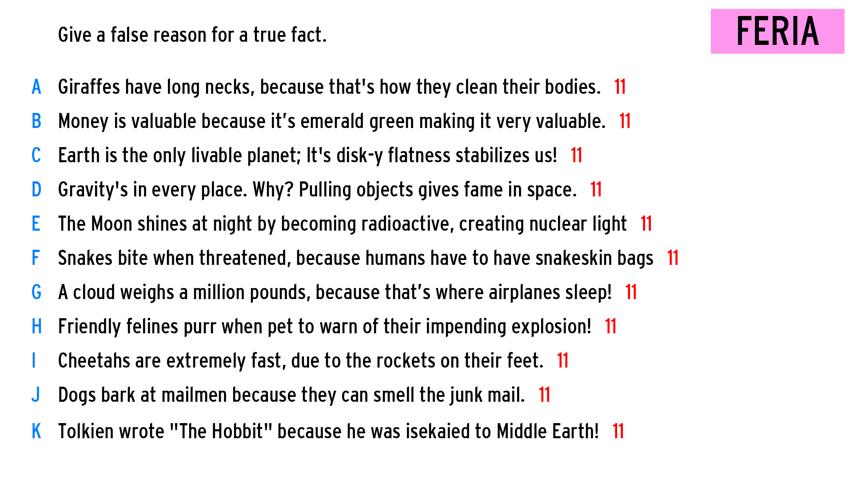 Give a false reason for a true fact.
FERIA
A Giraffes have long necks, because that's how they clean their bodies. 11
B Money is valuable because it’s emerald green making it very valuable. 11
C Earth is the only livable planet; It's disk-y flatness stabilizes us! 11
D Gravity's in every place. Why? Pulling objects gives fame in space. 11
E The Moon shines at night by becoming radioactive, creating nuclear light 11
F Snakes bite when threatened, because humans have to have snakeskin bags 11
G A cloud weighs a million pounds, because that’s where airplanes sleep! 11
H Friendly felines purr when pet to warn of their impending explosion! 11
I Cheetahs are extremely fast, due to the rockets on their feet. 11
J Dogs bark at mailmen because they can smell the junk mail. 11
K Tolkien wrote "The Hobbit" because he was isekaied to Middle Earth! 11